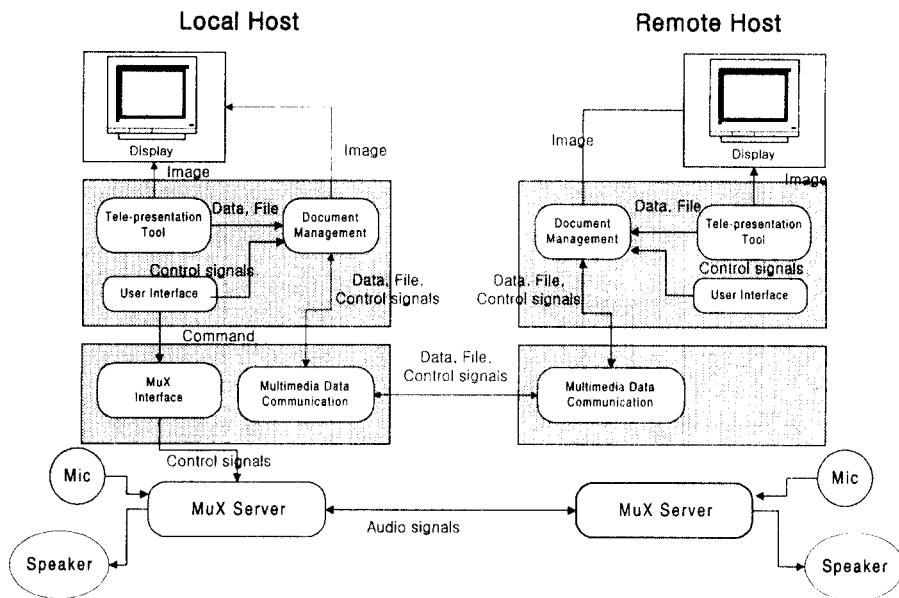 Local Host
Remote Host
Display
Display
Image
Image
Image
Image
Tele-presentation
Tool
Data, File
Document
Management
Control signals
User Interface
Data, File,
Control signals
Document
Management
Data, File
Tele-presentation
Tool
Control signals
User Interface
Data, File,
Control signals
Command
MuX
Interface
Multimedia Data
Communication
Data, File,
Control signals
Multimedia Data
Communication
Control signals
Mic
MuX Server
Speaker
Audio signals
MuX Server
Mic
Speaker